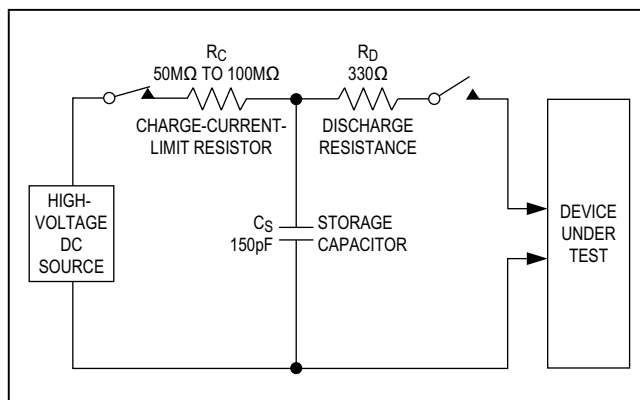 RC
50MΩ TO 100MΩ
CHARGE-CURRENT-
LIMIT RESISTOR
RD
330Ω
DISCHARGE
RESISTANCE
HIGH-
VOLTAGE
DC
SOURCE
CS
150pF
STORAGE
CAPACITOR
DEVICE
UNDER
TEST